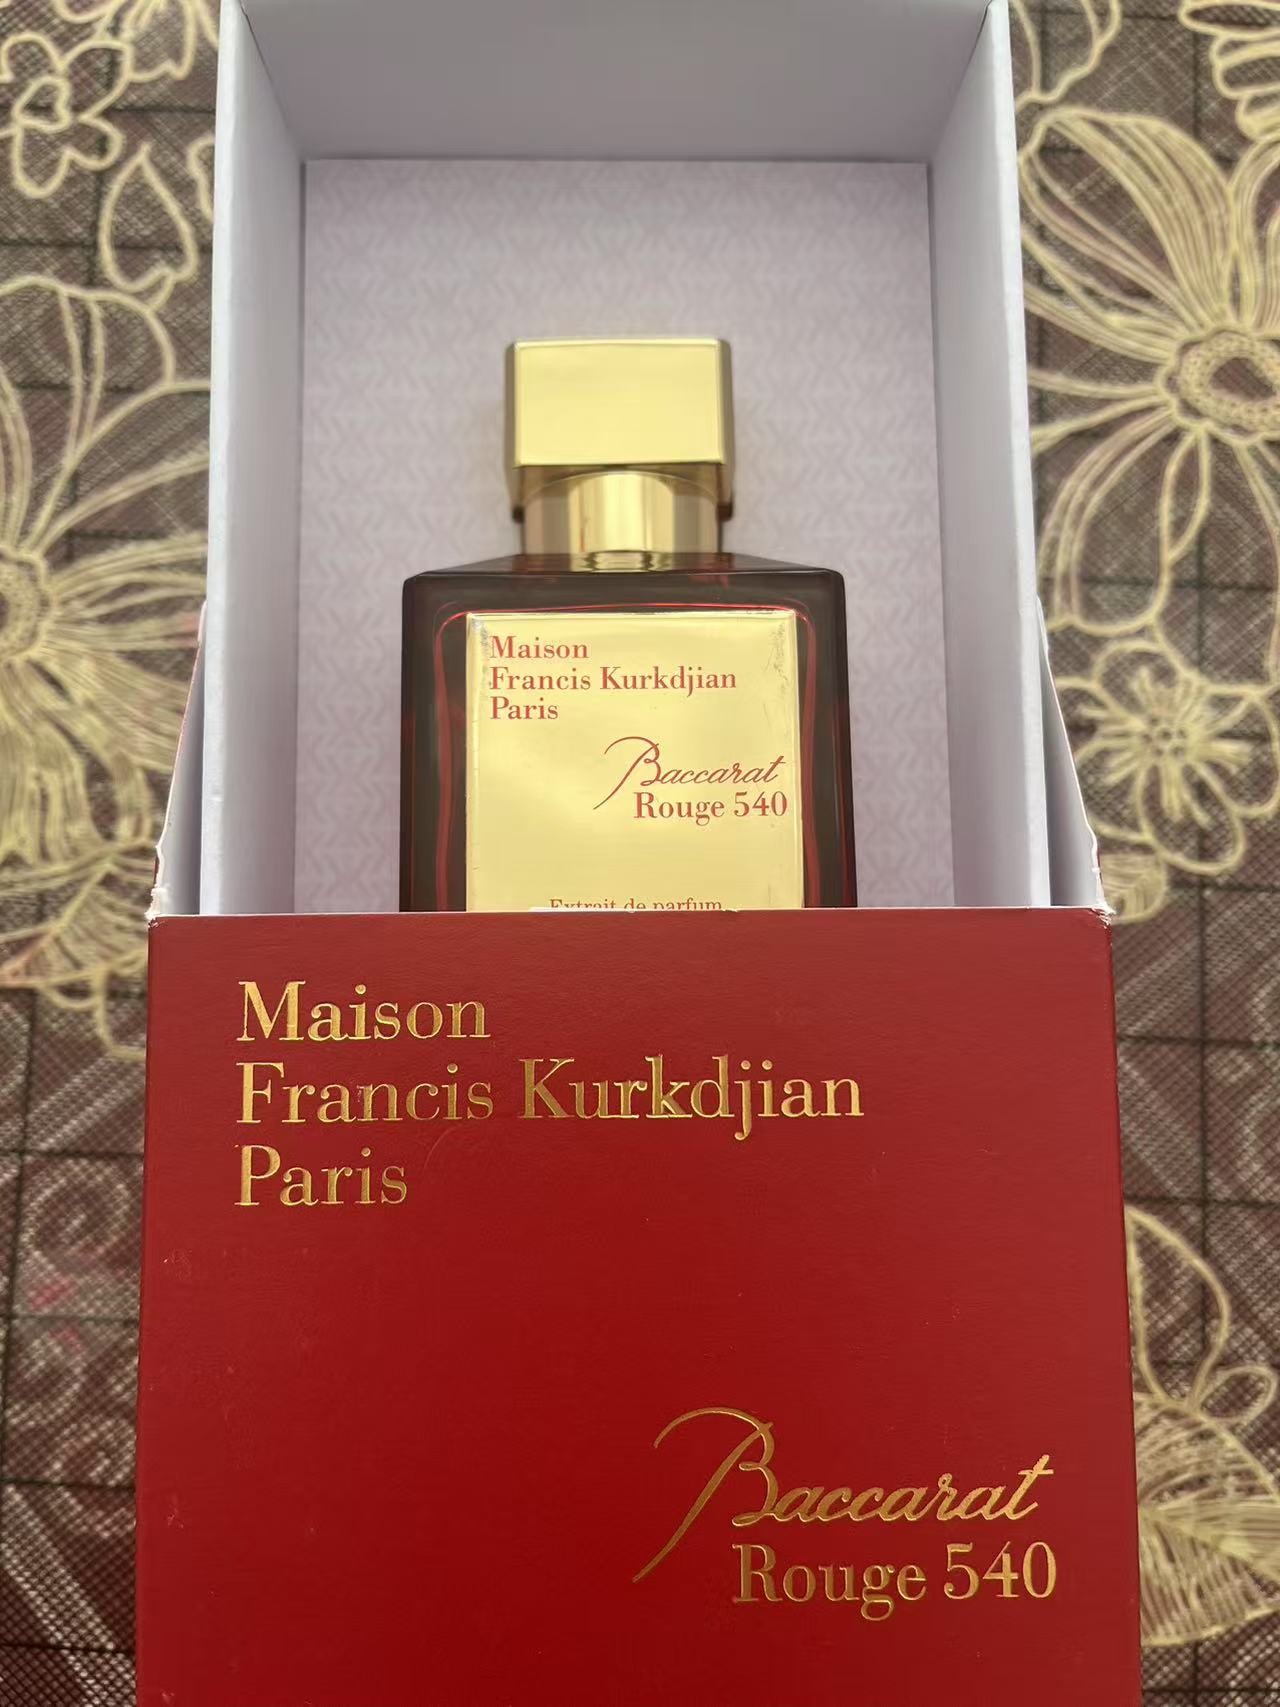 Maison
Francis Kurkdjian
Paris
Baccarat
Rouge 540
Extrait de parfum
Maison
Francis Kurkdjian
Paris
Baccarat
Rouge 540